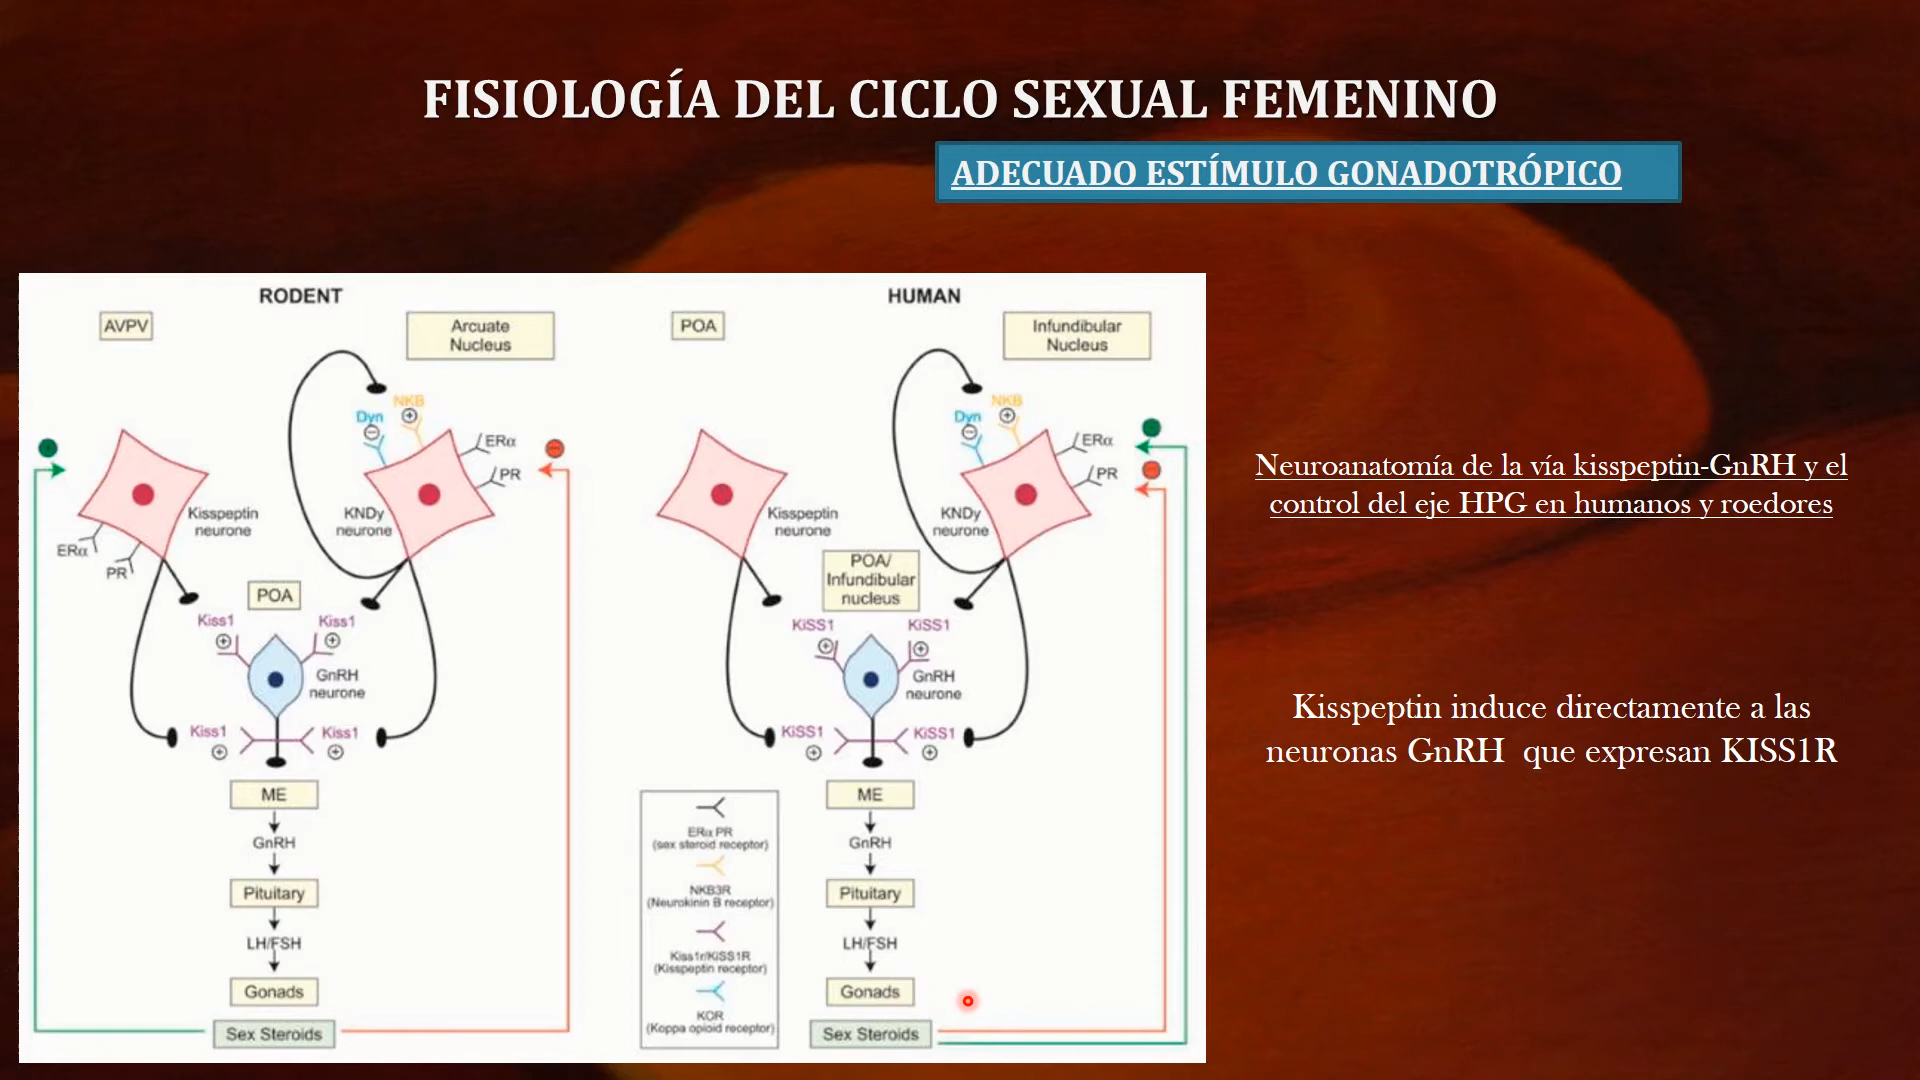 FISIOLOGÍA DEL CICLO SEXUAL FEMENINO
ADECUADO ESTÍMULO GONADOTRÓPICO
RODENT
AVPV
Arcuate
Nucleus
NKB
Dyn
ERα
PR
Kisspeptin
neurone
KNDy
neurone
ERα
PR
POA
Kiss1
Kiss1
GnRH
neurone
Kiss1
Kiss1
ME
GnRH
Pituitary
LH/FSH
Gonads
Sex Steroids
HUMAN
POA
Infundibular
Nucleus
NKB
Dyn
ERα
PR
Kisspeptin
neurone
KNDy
neurone
POA/
Infundibular
nucleus
KiSS1
KiSS1
GnRH
neurone
KiSS1
KiSS1
ME
GnRH
Pituitary
LH/FSH
Gonads
Sex Steroids
ERα PR
(sex steroid receptor)
NKB3R
(Neurokinin B receptor)
Kiss1r/KiSS1R
(Kisspeptin receptor)
KOR
(Koppa opioid receptor)
Neuroanatomía de la vía kisspeptin-GnRH y el
control del eje HPG en humanos y roedores
Kisspeptin induce directamente a las
neuronas GnRH que expresan KISS1R